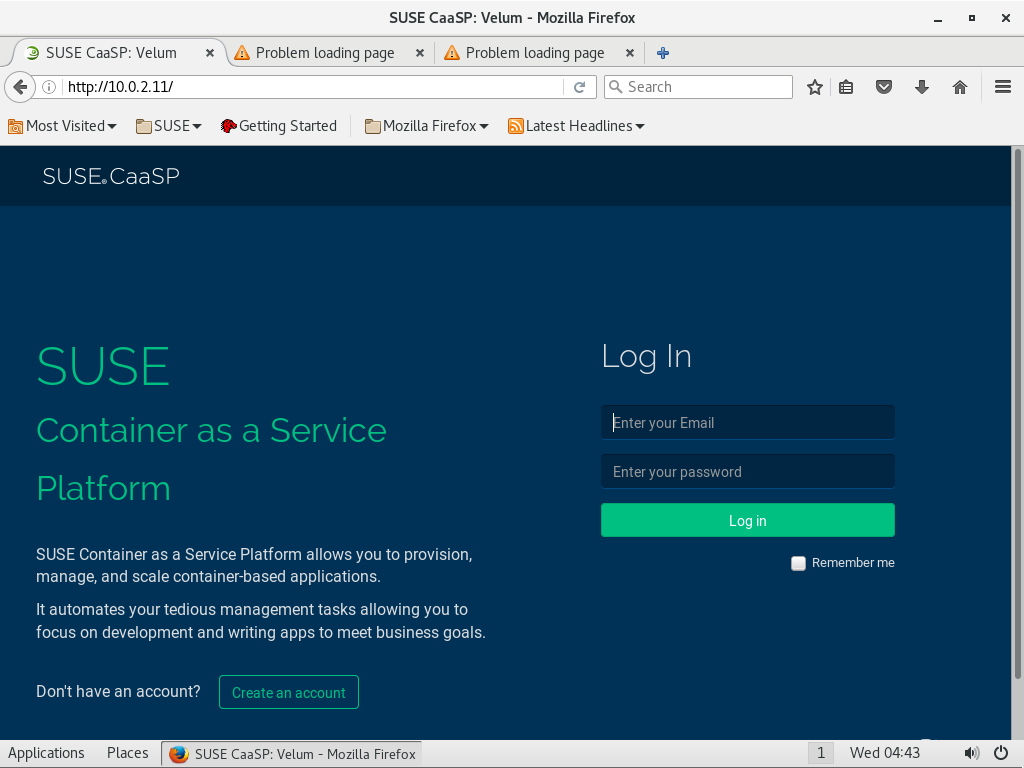 SUSE CaaSP: Velum - Mozilla Firefox
SUSE CaaSP: Velum
Problem loading page
Problem loading page
http://10.0.2.11/
Search
Most Visited
SUSE
Getting Started
Mozilla Firefox
Latest Headlines
SUSE® CaaSP
SUSE
Container as a Service
Platform
SUSE Container as a Service Platform allows you to provision,
manage, and scale container-based applications.
It automates your tedious management tasks allowing you to
focus on development and writing apps to meet business goals.
Don't have an account?
Create an account
Log In
Enter your Email
Enter your password
Log in
Remember me
Applications
Places
SUSE CaaSP: Velum - Mozilla Firefox
1
Wed 04:43